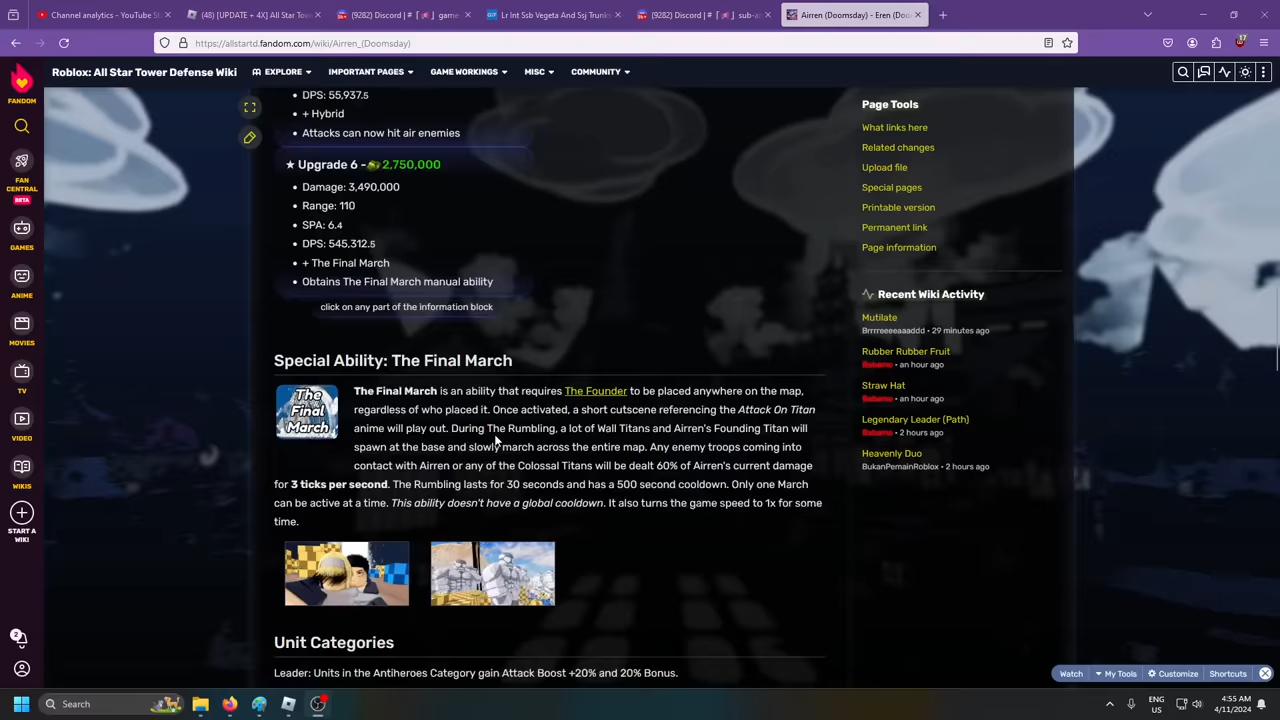 Channel analytics - YouTube St
(48) [UPDATE + 4X] All Star Tow
(9282) Discord | # game
Lr Int Ssb Vegeta And Ssj Trunks
(9282) Discord | # sub-a
Airren (Doomsday) - Eren (Doo
17
https://allstartd.fandom.com/wiki/Airren_(Doomsday)
Roblox: All Star Tower Defense Wiki
EXPLORE
IMPORTANT PAGES
GAME WORKINGS
MISC
COMMUNITY
FANDOM
FAN CENTRAL
BETA
GAMES
ANIME
MOVIES
TV
VIDEO
WIKIS
START A WIKI
2
• DPS: 55,937.5
• + Hybrid
• Attacks can now hit air enemies
★ Upgrade 6 - 2,750,000
• Damage: 3,490,000
• Range: 110
• SPA: 6.4
• DPS: 545,312.5
• + The Final March
• Obtains The Final March manual ability
click on any part of the information block
Special Ability: The Final March
The
Final
March
The Final March is an ability that requires The Founder to be placed anywhere on the map,
regardless of who placed it. Once activated, a short cutscene referencing the Attack On Titan
anime will play out. During The Rumbling, a lot of Wall Titans and Airren's Founding Titan will
spawn at the base and slowly march across the entire map. Any enemy troops coming into
contact with Airren or any of the Colossal Titans will be dealt 60% of Airren's current damage
for 3 ticks per second. The Rumbling lasts for 30 seconds and has a 500 second cooldown. Only one March
can be active at a time. This ability doesn't have a global cooldown. It also turns the game speed to 1x for some
time.
Unit Categories
Leader: Units in the Antiheroes Category gain Attack Boost +20% and 20% Bonus.
Page Tools
What links here
Related changes
Upload file
Special pages
Printable version
Permanent link
Page information
Recent Wiki Activity
Mutilate
Brrrreeeeaaaddd • 29 minutes ago
Rubber Rubber Fruit
• an hour ago
Straw Hat
• an hour ago
Legendary Leader (Path)
• 2 hours ago
Heavenly Duo
BukanPemainRoblox • 2 hours ago
Watch
My Tools
Customize
Shortcuts
Search
ENG
US
4:55 AM
4/11/2024